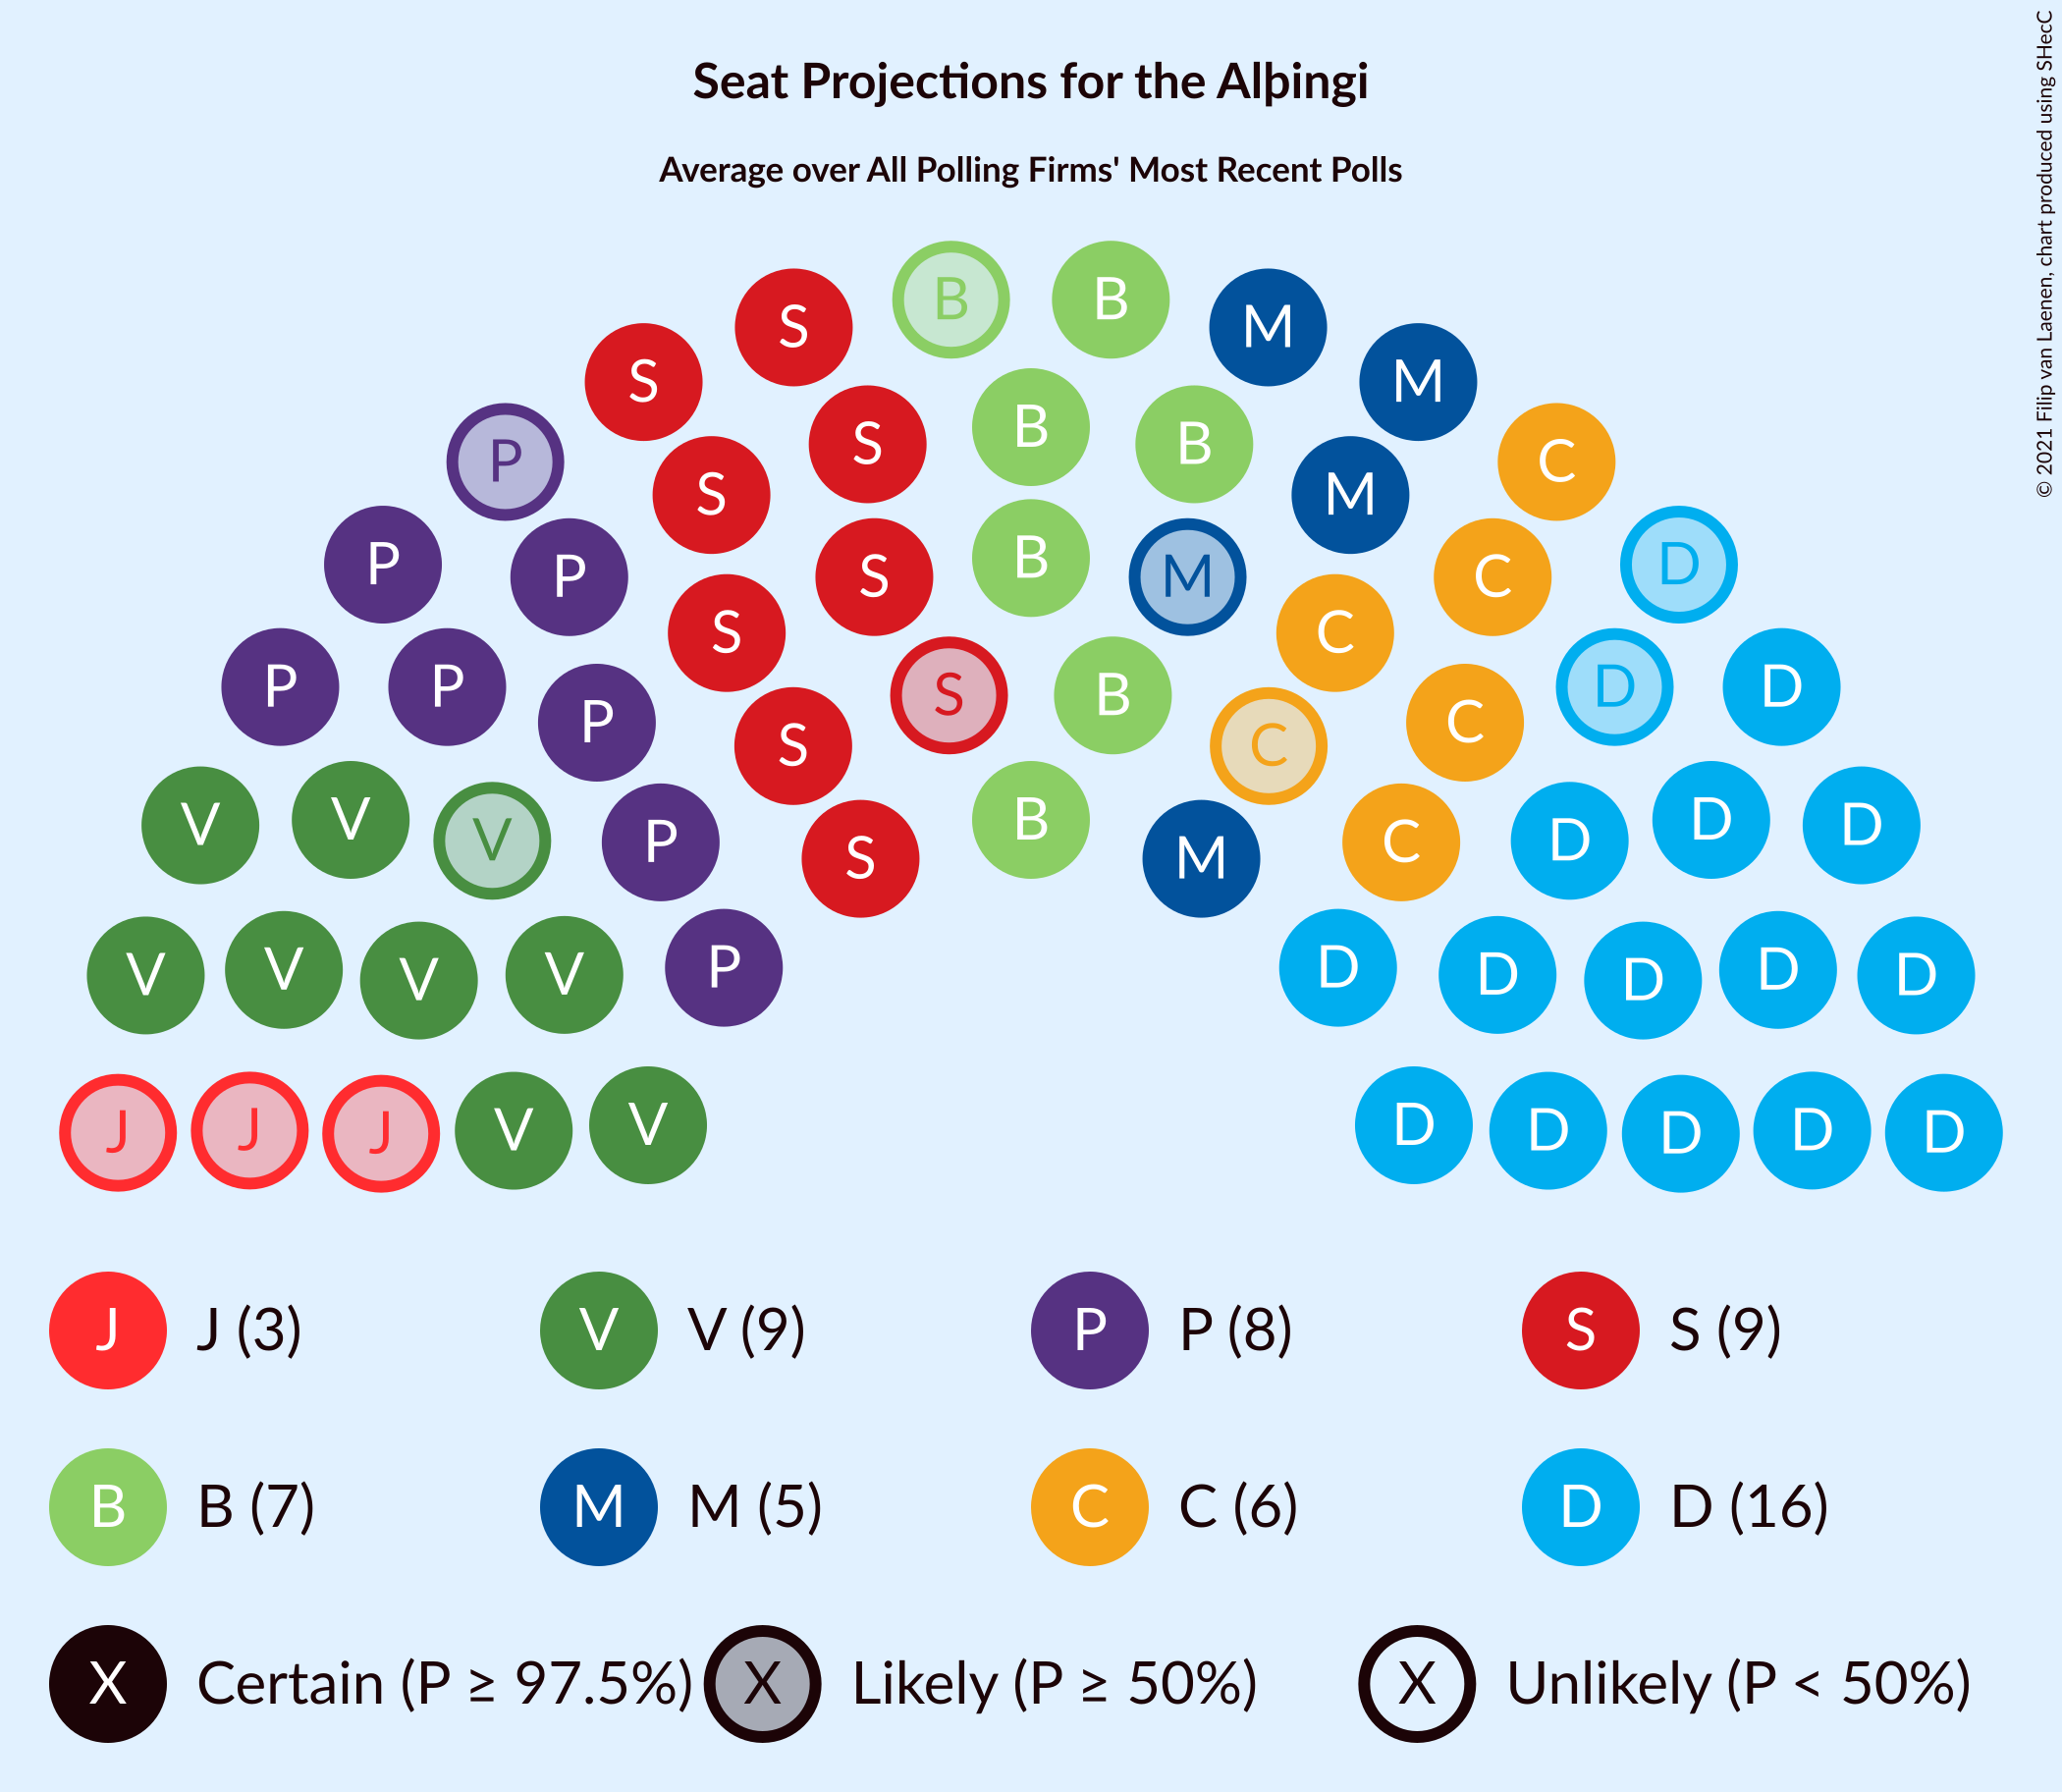 Seat Projections for the Alþingi
Average over All Polling Firms' Most Recent Polls
© 2021 Filip van Laenen, chart produced using SHecC
B B
S M
S M
B
S B
P C
S M
B
P P S M C D
S C
P P D D
S B
P C
S C
V V B D D
V P C D
S M
P D
V V V V D D D D
V V D D
J J J D D D
J J (3) V V (9) P P (8) S S (9)
B B (7) M M (5) C C (6) D D (16)
X Certain (P ≥ 97.5%) X Likely (P ≥ 50%) X Unlikely (P < 50%)